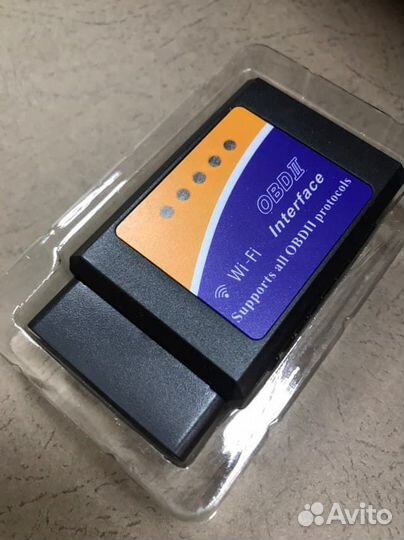 OBDII
Interface
Wi-Fi
Supports all OBDII protocols
Avito